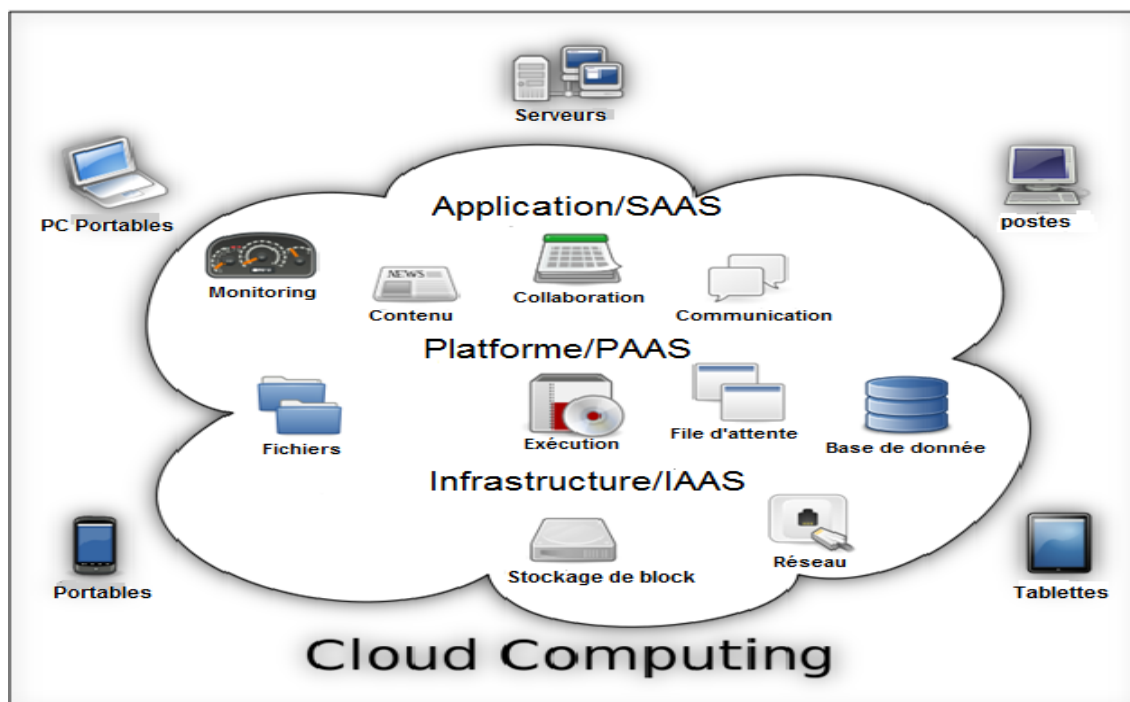 Serveurs
PC Portables
postes
Application/SAAS
Monitoring
NEWS
Contenu
Collaboration
Communication
Platforme/PAAS
Fichiers
Exécution
File d'attente
Base de donnée
Infrastructure/IAAS
Stockage de block
Réseau
Portables
Tablettes
Cloud Computing